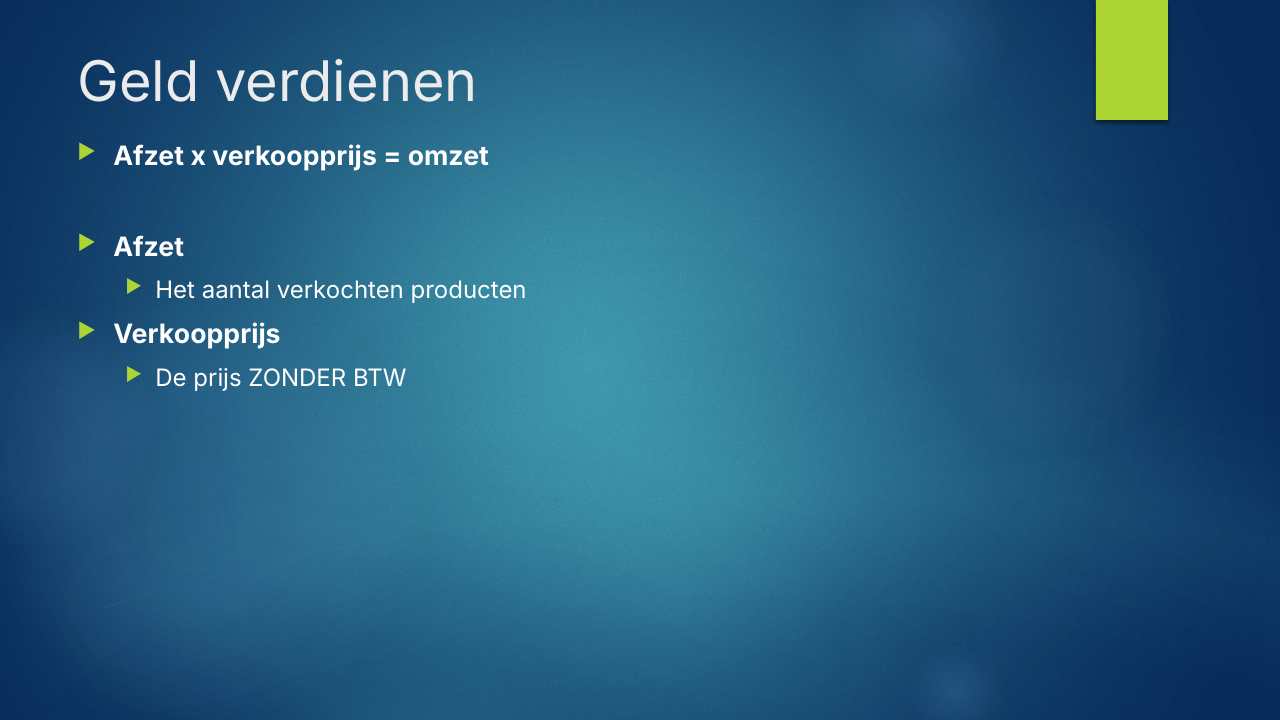 Geld verdienen
Afzet x verkoopprijs = omzet
Afzet
Het aantal verkochten producten
Verkoopprijs
De prijs ZONDER BTW